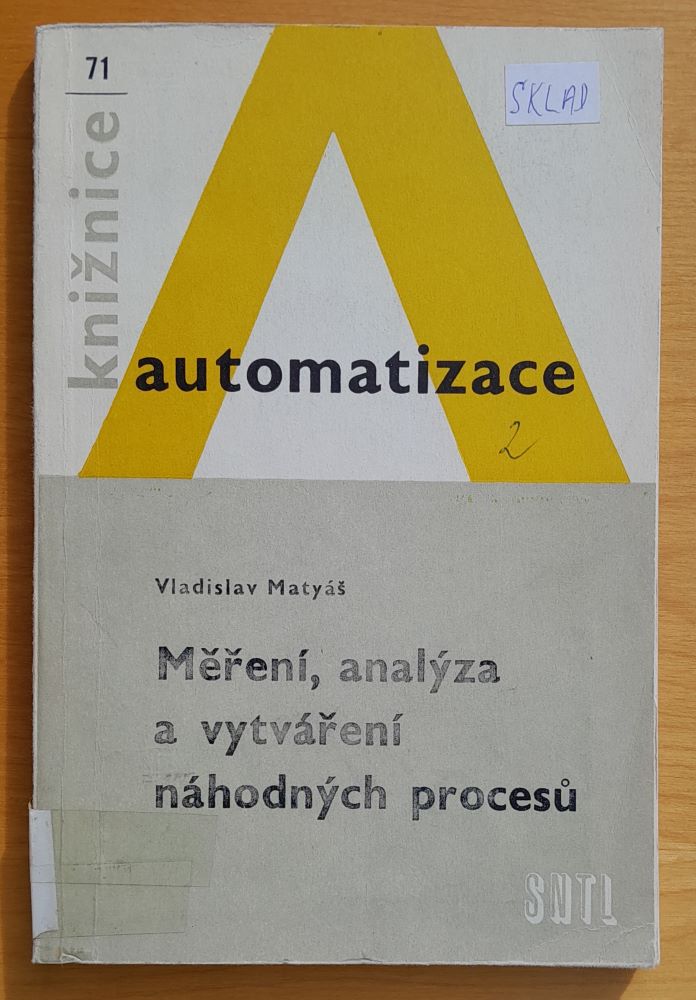 71
knižnice
SKLAD
automatizace
2
Vladislav Matyáš
Měření, analýza
a vytváření
náhodných procesů
SNTL